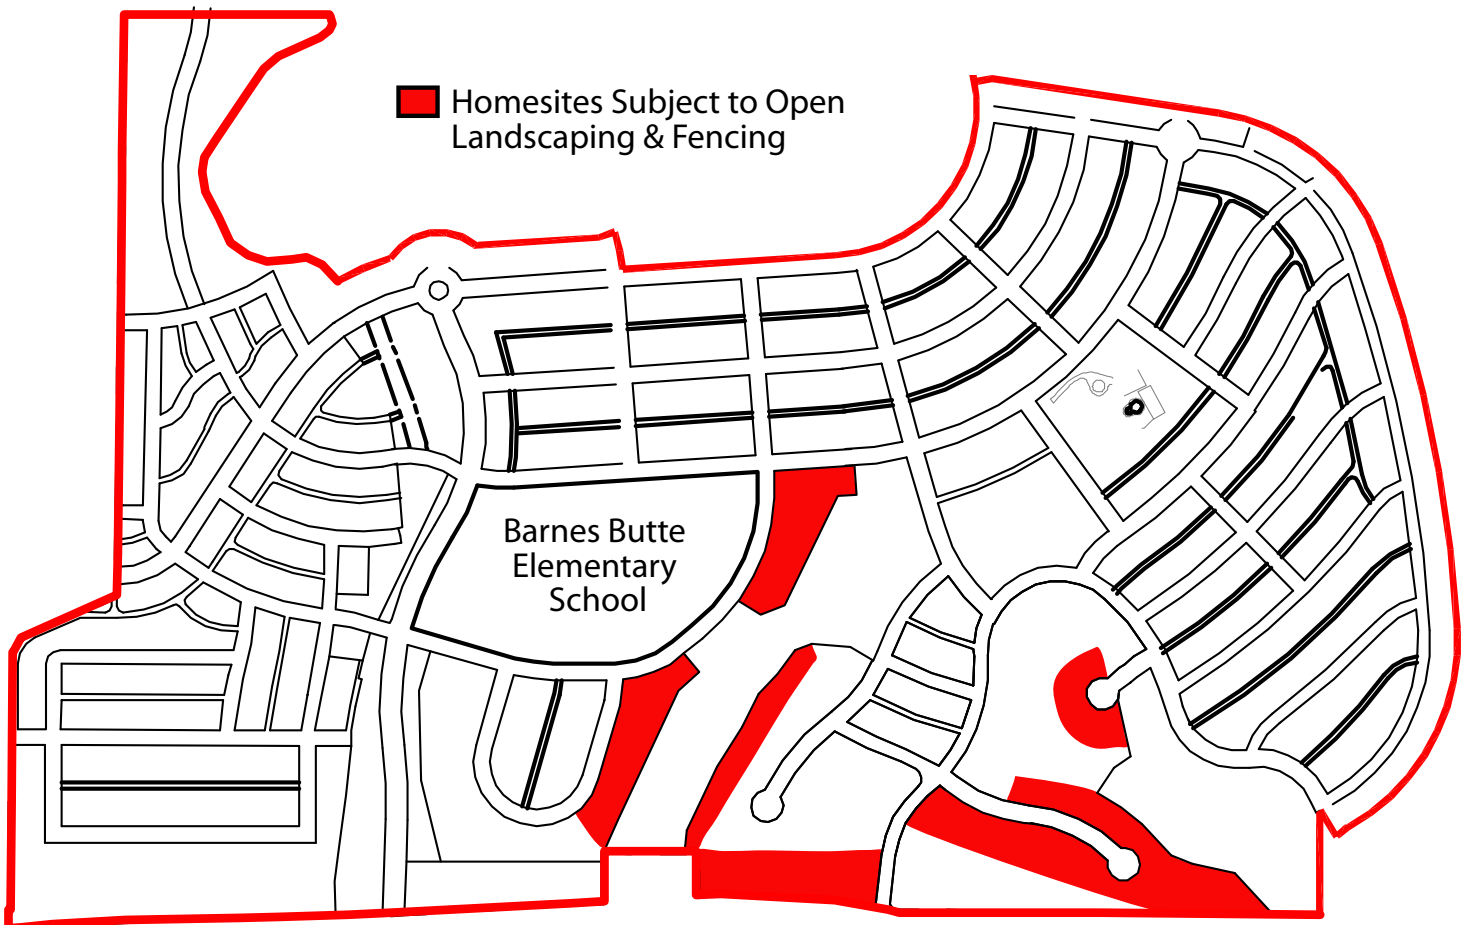 Homesites Subject to Open
Landscaping & Fencing
Barnes Butte
Elementary
School